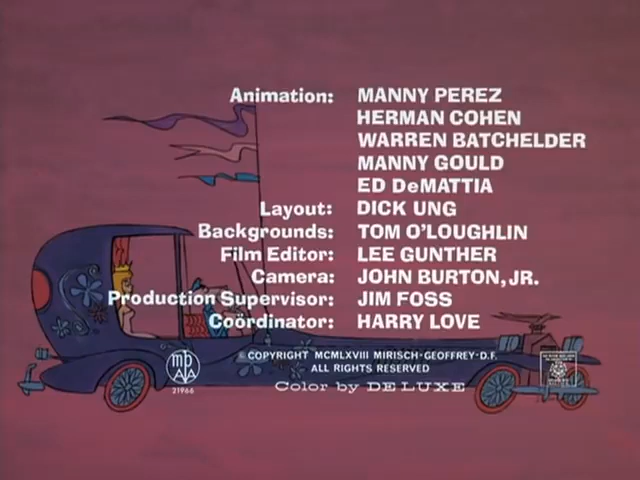 Animation: MANNY PEREZ
HERMAN COHEN
WARREN BATCHELDER
MANNY GOULD
ED DeMATTIA
Layout: DICK UNG
Backgrounds: TOM O'LOUGHLIN
Film Editor: LEE GUNTHER
Camera: JOHN BURTON, JR.
Production Supervisor: JIM FOSS
Coördinator: HARRY LOVE
© COPYRIGHT MCMLXVIII MIRISCH-GEOFFREY-D.F.
ALL RIGHTS RESERVED
Color by DE LUXE
MPAA
21966